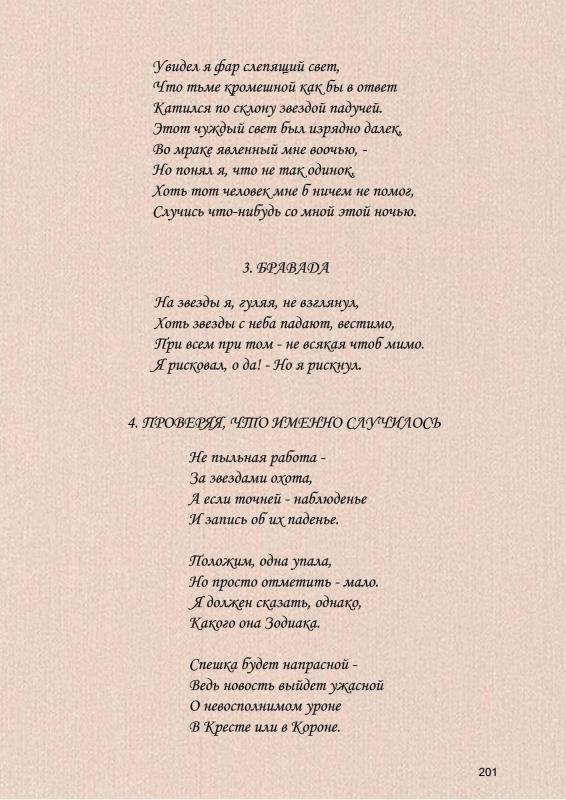 Увидел я фар слепящий свет,
Что тьме кромешной как бы в ответ
Катился по склону звездой падучей.
Этот чуждый свет был изрядно далек,
Во мраке явленный мне воочью, -
Но понял я, что не так одинок,
Хоть тот человек мне б ничем не помог,
Случись что-нибудь со мной этой ночью.
3. БРАВАДА
На звезды я, гуляя, не взглянул,
Хоть звезды с неба падают, вестимо,
При всем при том - не всякая чтоб мимо.
Я рисковал, о да! - Но я рискнул.
4. ПРОВЕРЯЯ, ЧТО ИМЕННО СЛУЧИЛОСЬ
Не пыльная работа -
За звездами охота,
А если точней - наблюденье
И запись об их паденье.
Положим, одна упала,
Но просто отметить - мало.
Я должен сказать, однако,
Какого она Зодиака.
Спешка будет напрасной -
Ведь новость выйдет ужасной
О невосполнимом уроне
В Кресте или в Короне.
201